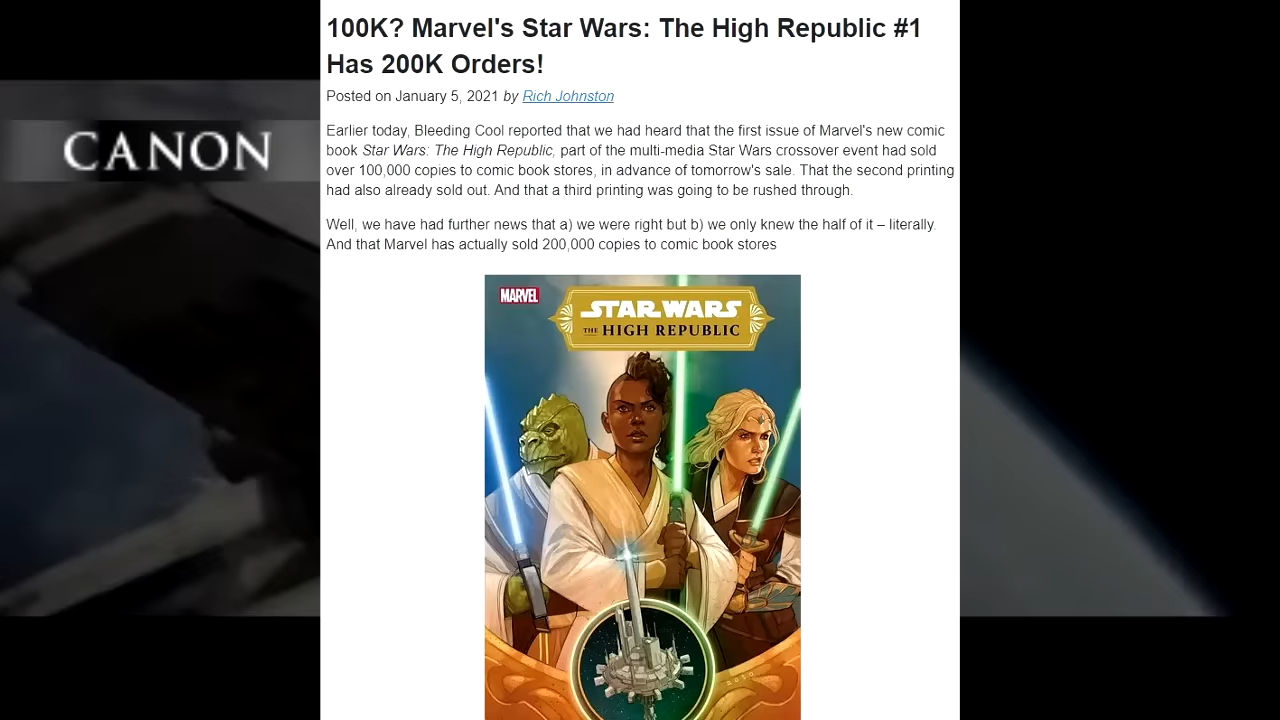 100K? Marvel's Star Wars: The High Republic #1
Has 200K Orders!
Posted on January 5, 2021 by Rich Johnston
Earlier today, Bleeding Cool reported that we had heard that the first issue of Marvel's new comic
book Star Wars: The High Republic, part of the multi-media Star Wars crossover event had sold
over 100,000 copies to comic book stores, in advance of tomorrow's sale. That the second printing
had also already sold out. And that a third printing was going to be rushed through.
Well, we have had further news that a) we were right but b) we only knew the half of it – literally.
And that Marvel has actually sold 200,000 copies to comic book stores
CANON
MARVEL
STAR WARS
THE HIGH REPUBLIC
noto